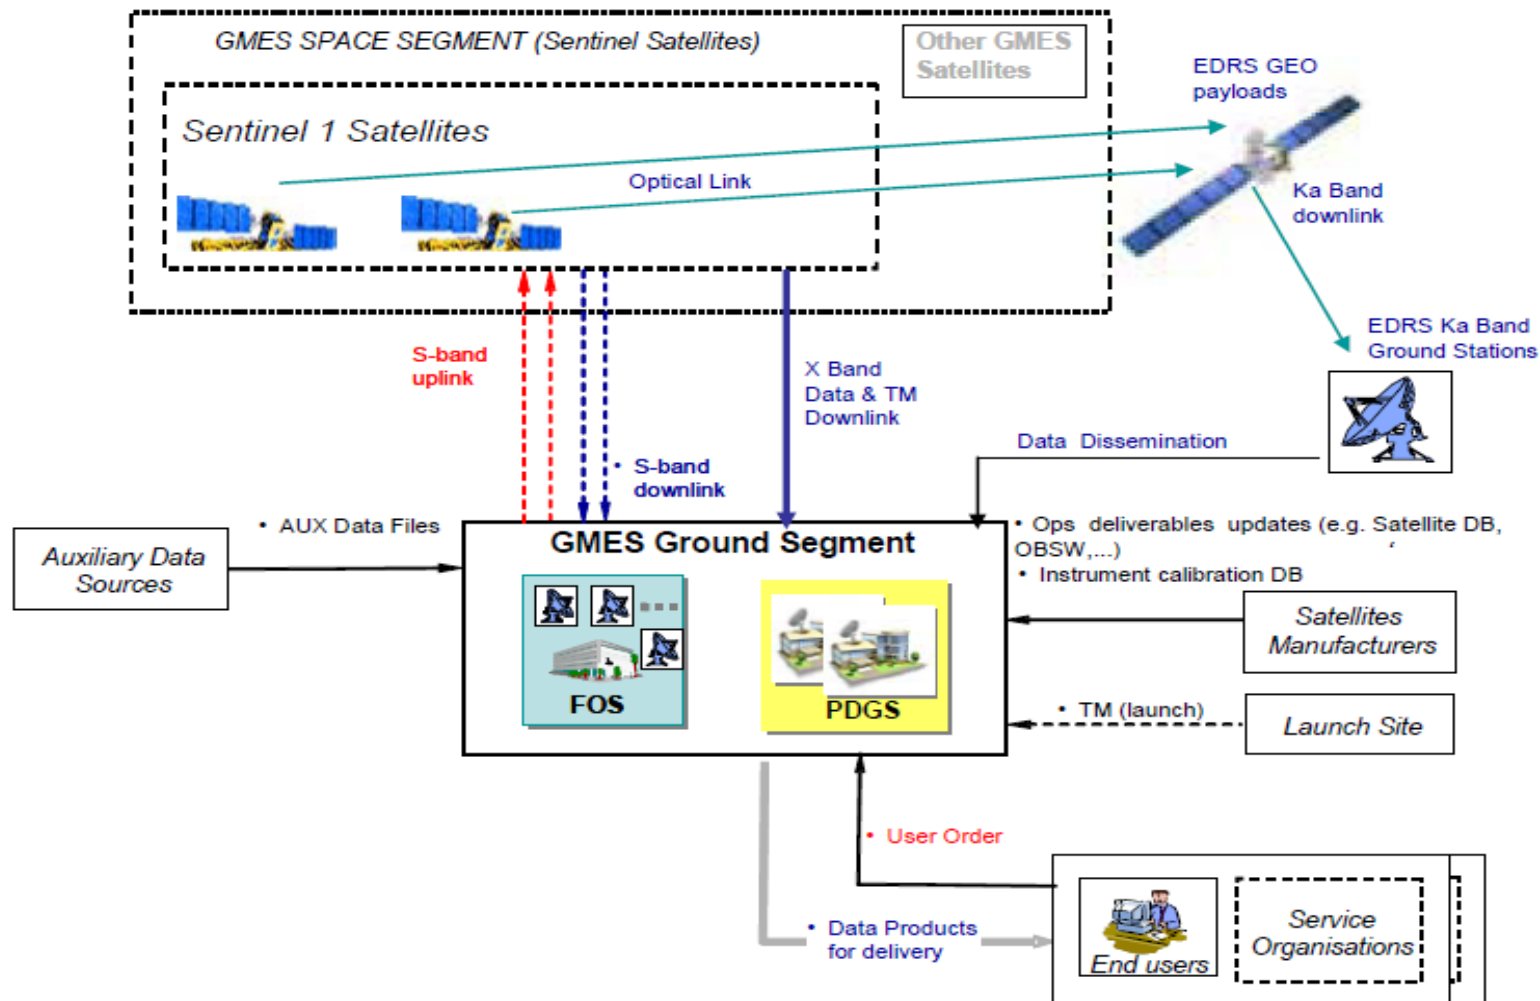 GMES SPACE SEGMENT (Sentinel Satellites)
Other GMES
Satellites
EDRS GEO
payloads
Sentinel 1 Satellites
Optical Link
Ka Band
downlink
EDRS Ka Band
Ground Stations
S-band
uplink
X Band
Data & TM
Downlink
Data Dissemination
• S-band
downlink
• AUX Data Files
Auxiliary Data
Sources
GMES Ground Segment
• Ops deliverables updates (e.g. Satellite DB,
OBSW,...)
• Instrument calibration DB
Satellites
Manufacturers
FOS
PDGS
• TM (launch)
Launch Site
• User Order
• Data Products
for delivery
End users
Service
Organisations